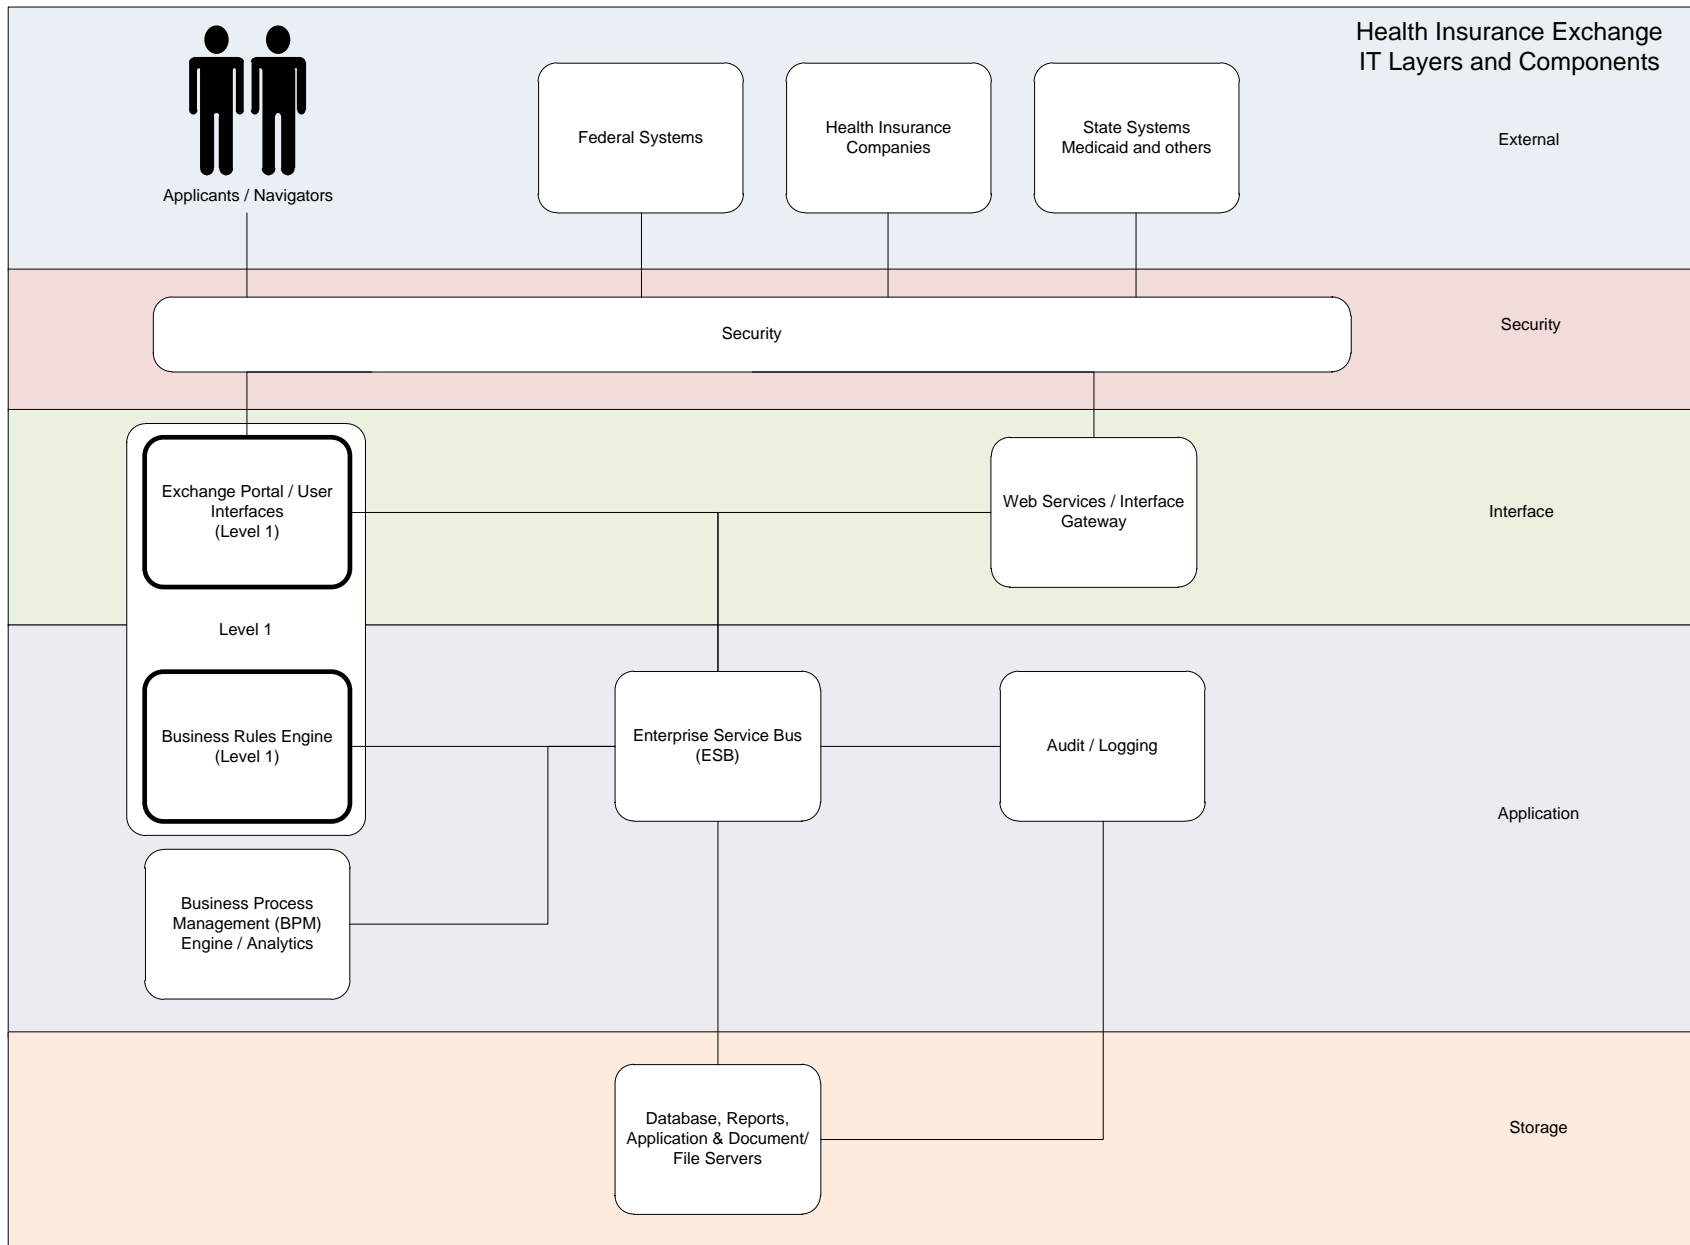 Health Insurance Exchange
IT Layers and Components
Federal Systems
Health Insurance
Companies
State Systems
Medicaid and others
External
Applicants / Navigators
Security
Security
Exchange Portal / User
Interfaces
(Level 1)
Web Services / Interface
Gateway
Interface
Level 1
Business Rules Engine
(Level 1)
Enterprise Service Bus
(ESB)
Audit / Logging
Application
Business Process
Management (BPM)
Engine / Analytics
Database, Reports,
Application & Document/
File Servers
Storage